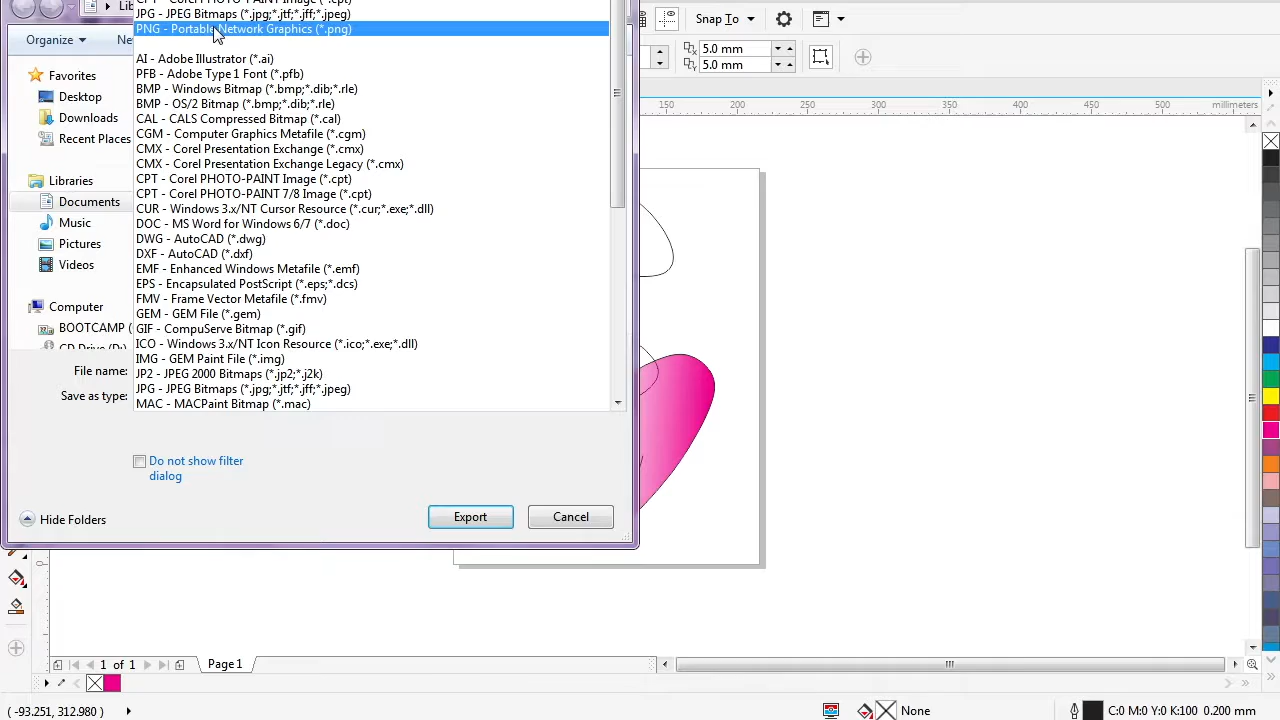 JPG - JPEG Bitmaps (*.jpg;*.jtf;*.jff;*.jpeg)
Snap To
PNG - Portable Network Graphics (*.png)
Organize
5.0 mm
5.0 mm
AI - Adobe Illustrator (*.ai)
Favorites
PFB - Adobe Type 1 Font (*.pfb)
Desktop
BMP - Windows Bitmap (*.bmp;*.dib;*.rle)
BMP - OS/2 Bitmap (*.bmp;*.dib;*.rle)
150 200 250 300 350 400 450 500 millimeters
Downloads
CAL - CALS Compressed Bitmap (*.cal)
Recent Places
CGM - Computer Graphics Metafile (*.cgm)
CMX - Corel Presentation Exchange (*.cmx)
CMX - Corel Presentation Exchange Legacy (*.cmx)
Libraries
CPT - Corel PHOTO-PAINT Image (*.cpt)
CPT - Corel PHOTO-PAINT 7/8 Image (*.cpt)
Documents
CUR - Windows 3.x/NT Cursor Resource (*.cur;*.exe;*.dll)
Music
DOC - MS Word for Windows 6/7 (*.doc)
Pictures
DWG - AutoCAD (*.dwg)
DXF - AutoCAD (*.dxf)
Videos
EMF - Enhanced Windows Metafile (*.emf)
EPS - Encapsulated PostScript (*.eps;*.dcs)
FMV - Frame Vector Metafile (*.fmv)
Computer
GEM - GEM File (*.gem)
BOOTCAMP (
GIF - CompuServe Bitmap (*.gif)
ICO - Windows 3.x/NT Icon Resource (*.ico;*.exe;*.dll)
CD Drive (D:)
IMG - GEM Paint File (*.img)
File name:
JP2 - JPEG 2000 Bitmaps (*.jp2;*.j2k)
Save as type:
JPG - JPEG Bitmaps (*.jpg;*.jtf;*.jff;*.jpeg)
MAC - MACPaint Bitmap (*.mac)
Do not show filter
dialog
Hide Folders
Export
Cancel
1 of 1
Page 1
( -93.251, 312.980 )
None
C:0 M:0 Y:0 K:100 0.200 mm